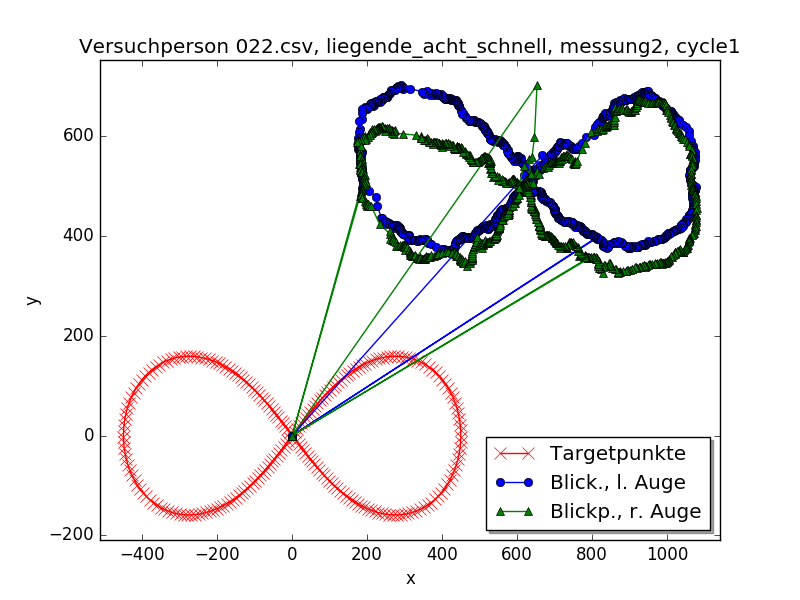 Versuchperson 022.csv, liegende_acht_schnell, messung2, cycle1
y
600
400
200
0
−200
−400
−200
0
200
400
600
800
1000
x
Targetpunkte
Blick., l. Auge
Blickp., r. Auge